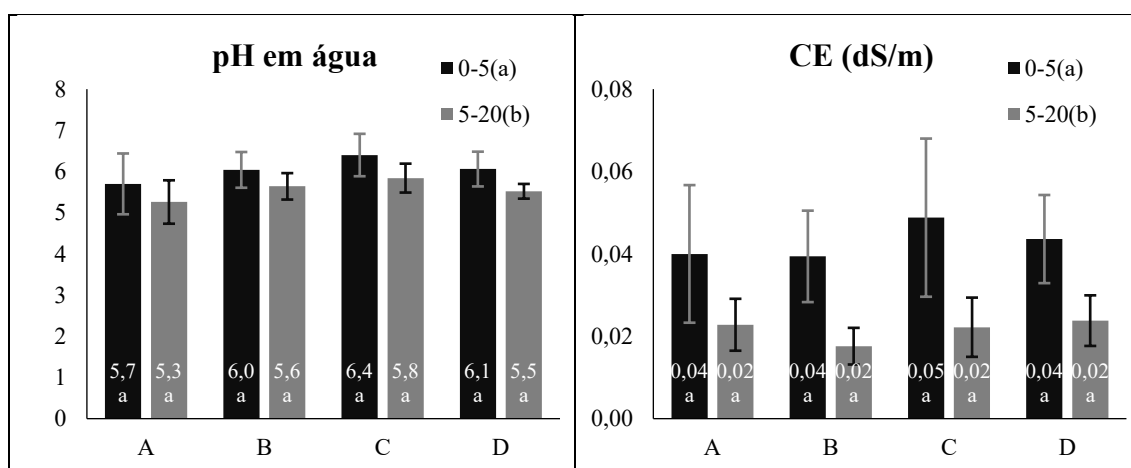 pH em água
0-5(a)
5-20(b)
8
7
6
5
4
3
2
1
0
5,7 5,3 6,0 5,6 6,4 5,8 6,1 5,5
a a a a a a a a
A B C D
CE (dS/m)
0-5(a)
5-20(b)
0,08
0,06
0,04
0,02
0,00
0,04 0,02 0,04 0,02 0,05 0,02 0,04 0,02
a a a a a a a a
A B C D